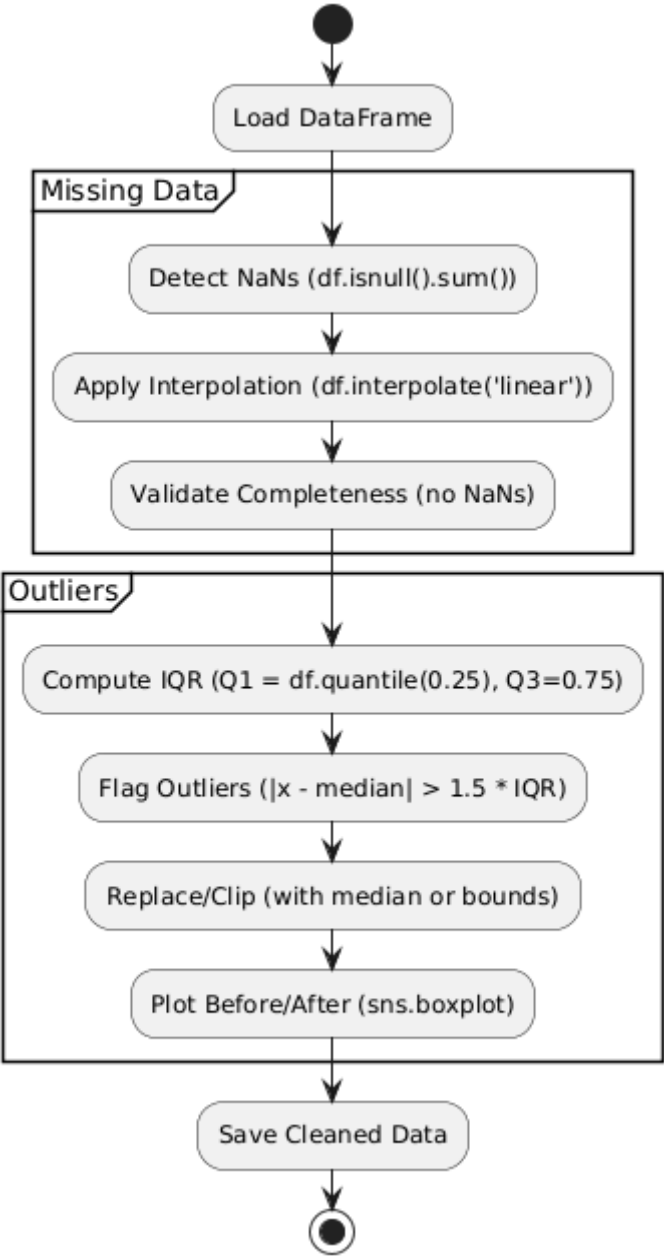 Load DataFrame
Missing Data
Detect NaNs (df.isnull().sum())
Apply Interpolation (df.interpolate('linear'))
Validate Completeness (no NaNs)
Outliers
Compute IQR (Q1 = df.quantile(0.25), Q3=0.75)
Flag Outliers (|x - median| > 1.5 * IQR)
Replace/Clip (with median or bounds)
Plot Before/After (sns.boxplot)
Save Cleaned Data